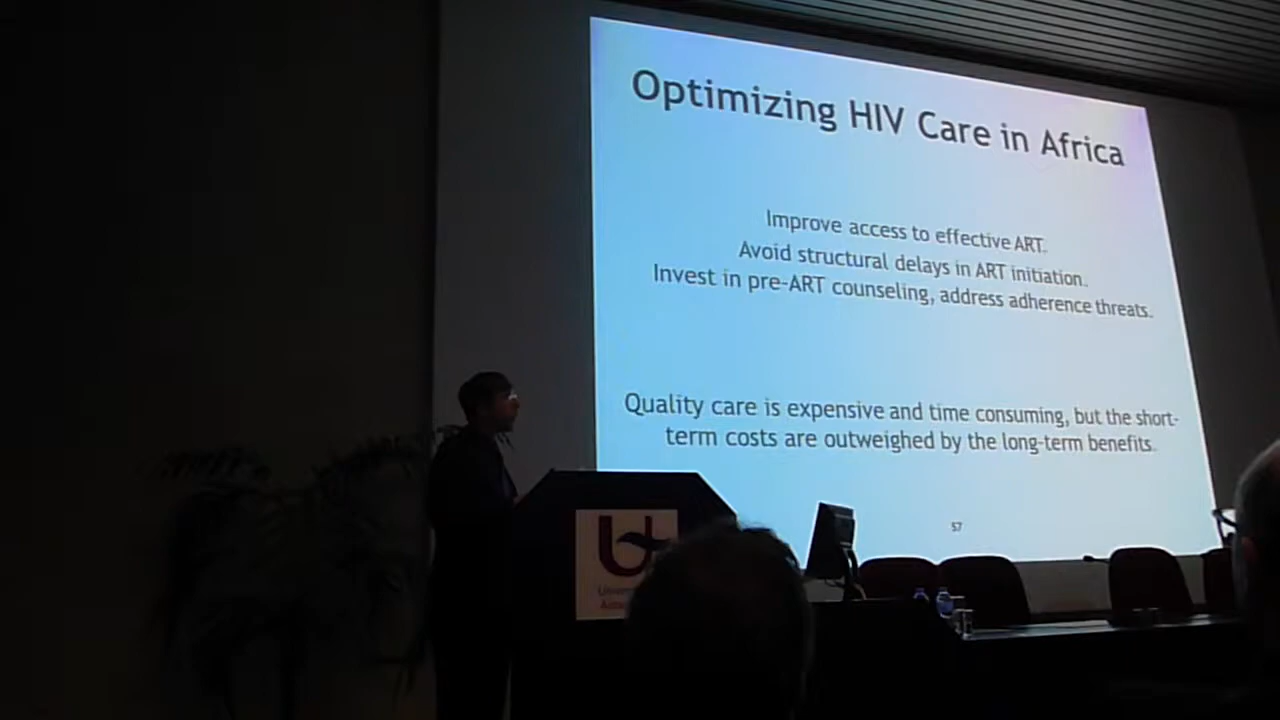 Optimizing HIV Care in Africa
Improve access to effective ART.
Avoid structural delays in ART initiation.
Invest in pre-ART counseling, address adherence threats.
Quality care is expensive and time consuming, but the short-
term costs are outweighed by the long-term benefits.
57